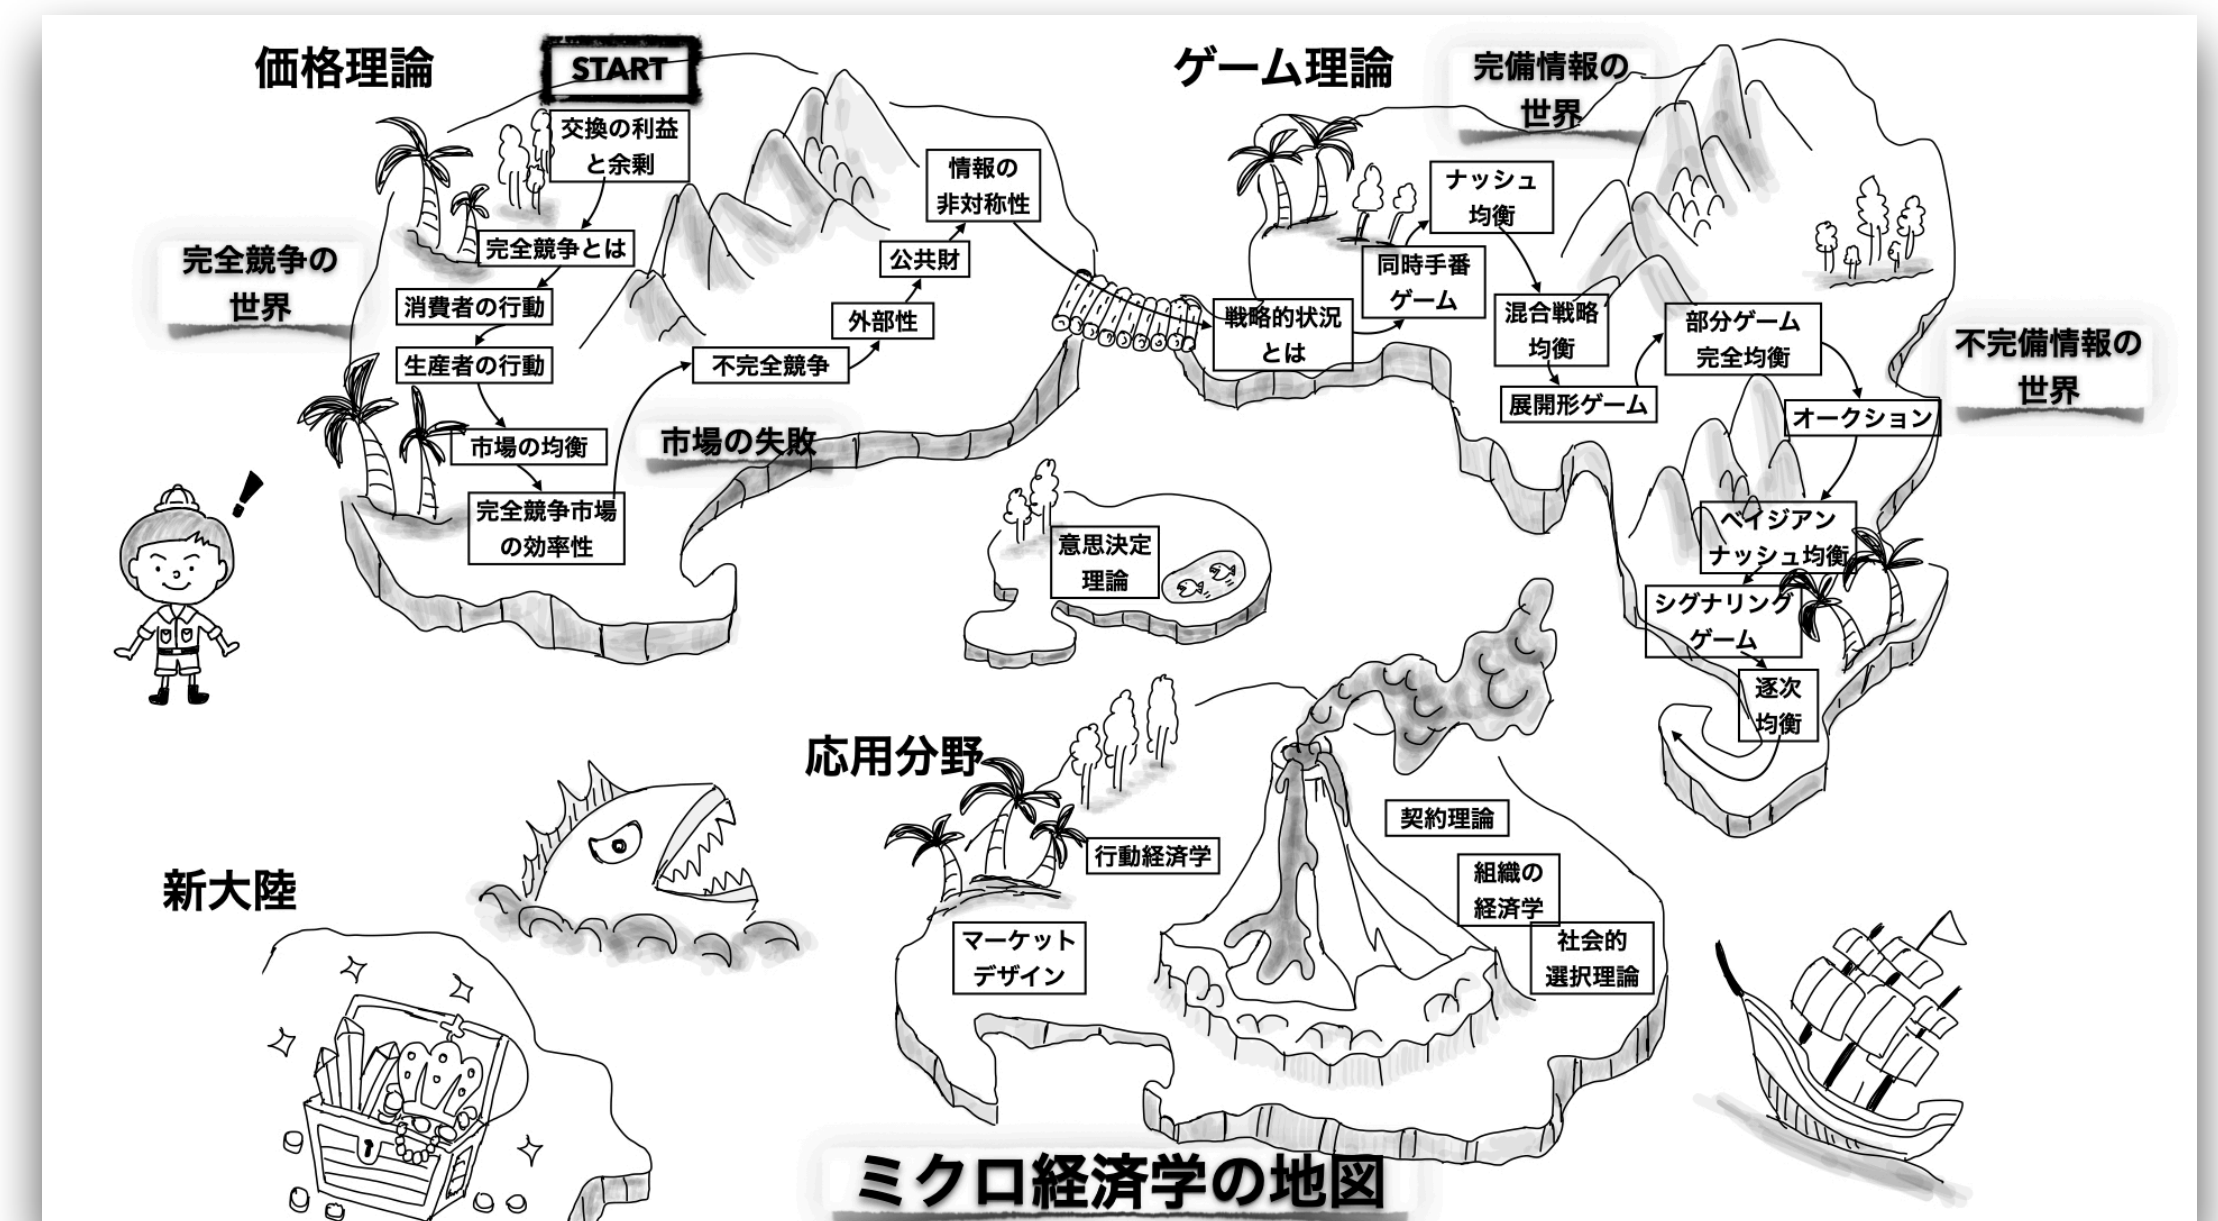 価格理論
START
交換の利益
と余剰
完全競争とは
完全競争の
世界
消費者の行動
生産者の行動
市場の均衡
完全競争市場
の効率性
市場の失敗
不完全競争
外部性
公共財
情報の
非対称性
ゲーム理論
完備情報の
世界
戦略的状況
とは
同時手番
ゲーム
ナッシュ
均衡
混合戦略
均衡
展開形ゲーム
部分ゲーム
完全均衡
不完備情報の
世界
オークション
ベイジアン
ナッシュ均衡
シグナリング
ゲーム
逐次
均衡
意思決定
理論
応用分野
行動経済学
マーケット
デザイン
契約理論
組織の
経済学
社会的
選択理論
新大陸
ミクロ経済学の地図